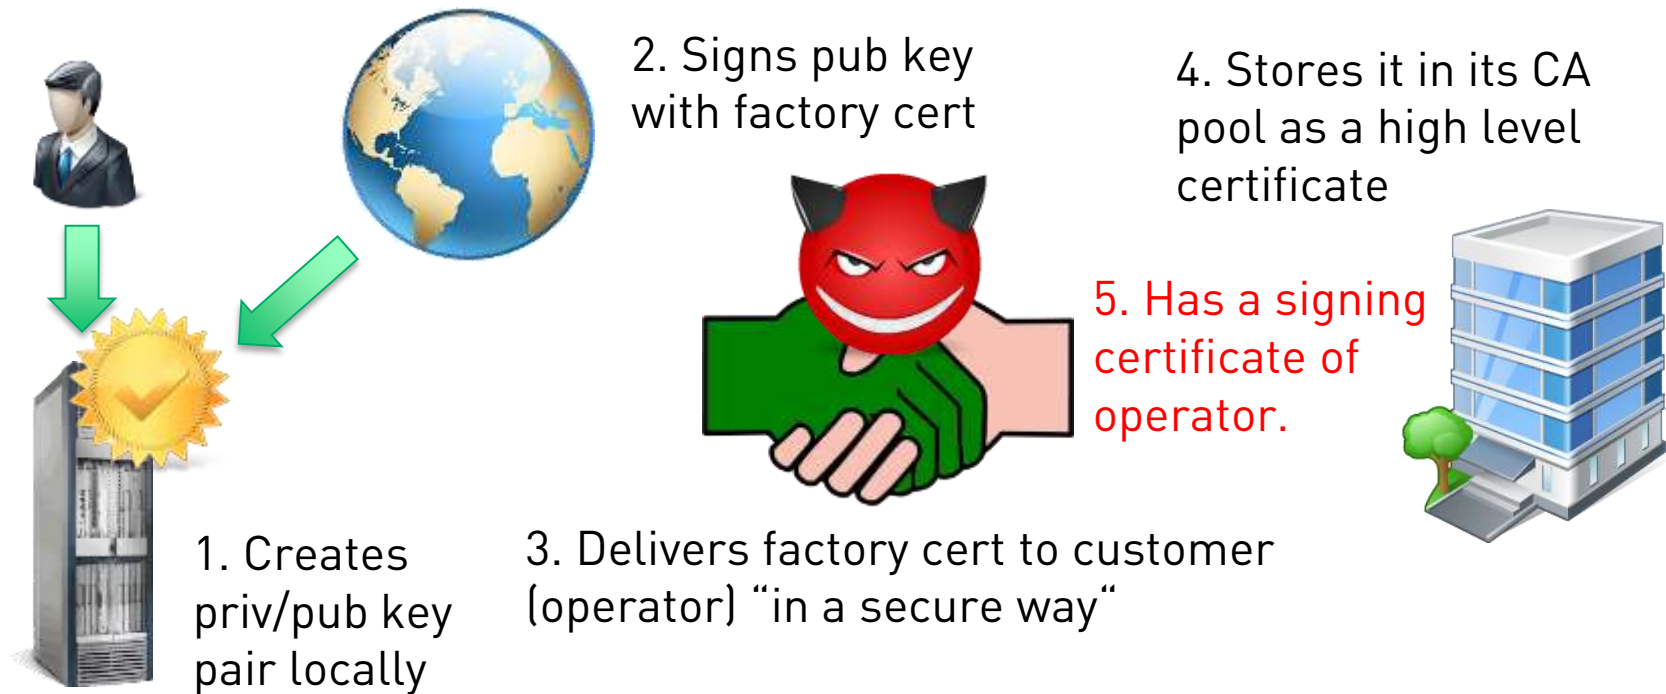 1. Creates
priv/pub key
pair locally
2. Signs pub key
with factory cert
3. Delivers factory cert to customer
(operator) “in a secure way“
4. Stores it in its CA
pool as a high level
certificate
5. Has a signing
certificate of
operator.